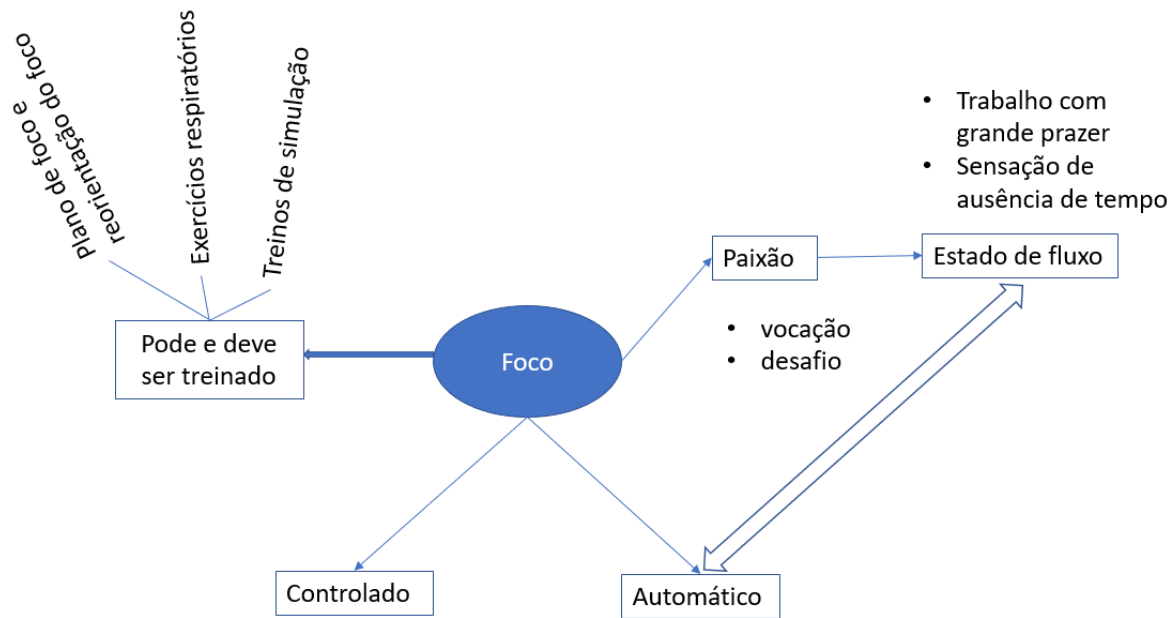 Plano de foco e
reorientação do foco
Exercícios respiratórios
Treinos de simulação
• Trabalho com
grande prazer
• Sensação de
ausência de tempo
Paixão
Estado de fluxo
• vocação
• desafio
Pode e deve
ser treinado
Foco
Controlado
Automático